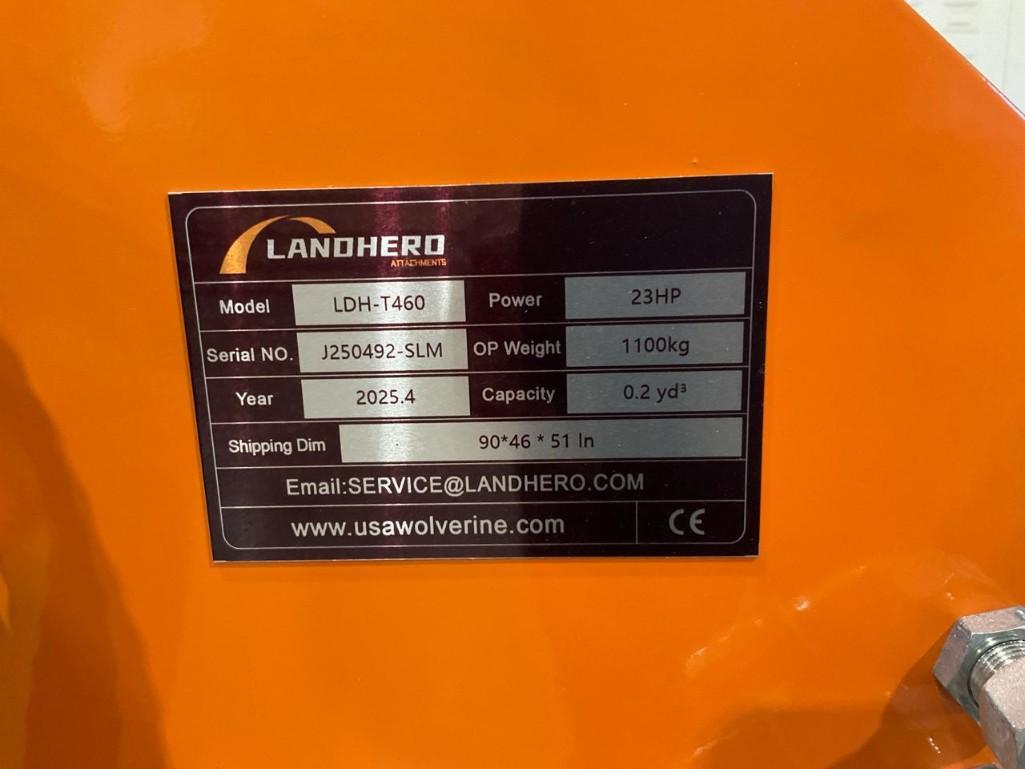 LANDHERO
ATTACHMENTS
Model LDH-T460 Power 23HP
Serial NO. J250492-SLM OP Weight 1100kg
Year 2025.4 Capacity 0.2 yd³
Shipping Dim 90*46 * 51 ln
Email:SERVICE@LANDHERO.COM
www.usawolverine.com CE